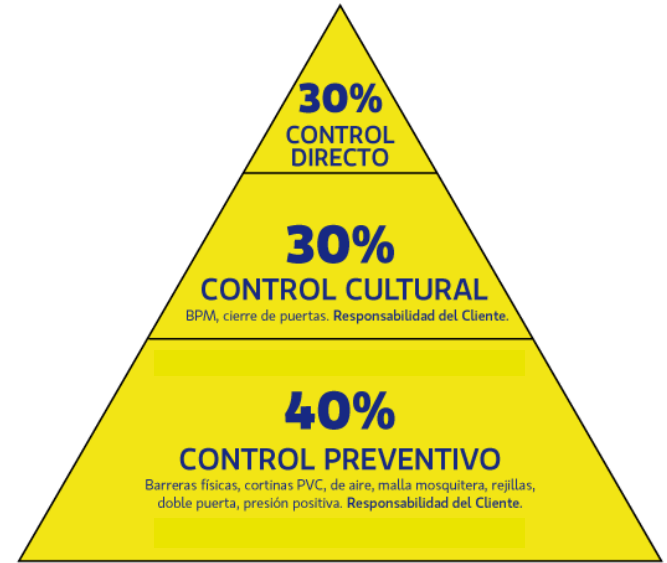 30%
CONTROL
DIRECTO
30%
CONTROL CULTURAL
BPM, cierre de puertas. Responsabilidad del Cliente.
40%
CONTROL PREVENTIVO
Barreras físicas, cortinas PVC, de aire, malla mosquitera, rejillas,
doble puerta, presión positiva. Responsabilidad del Cliente.